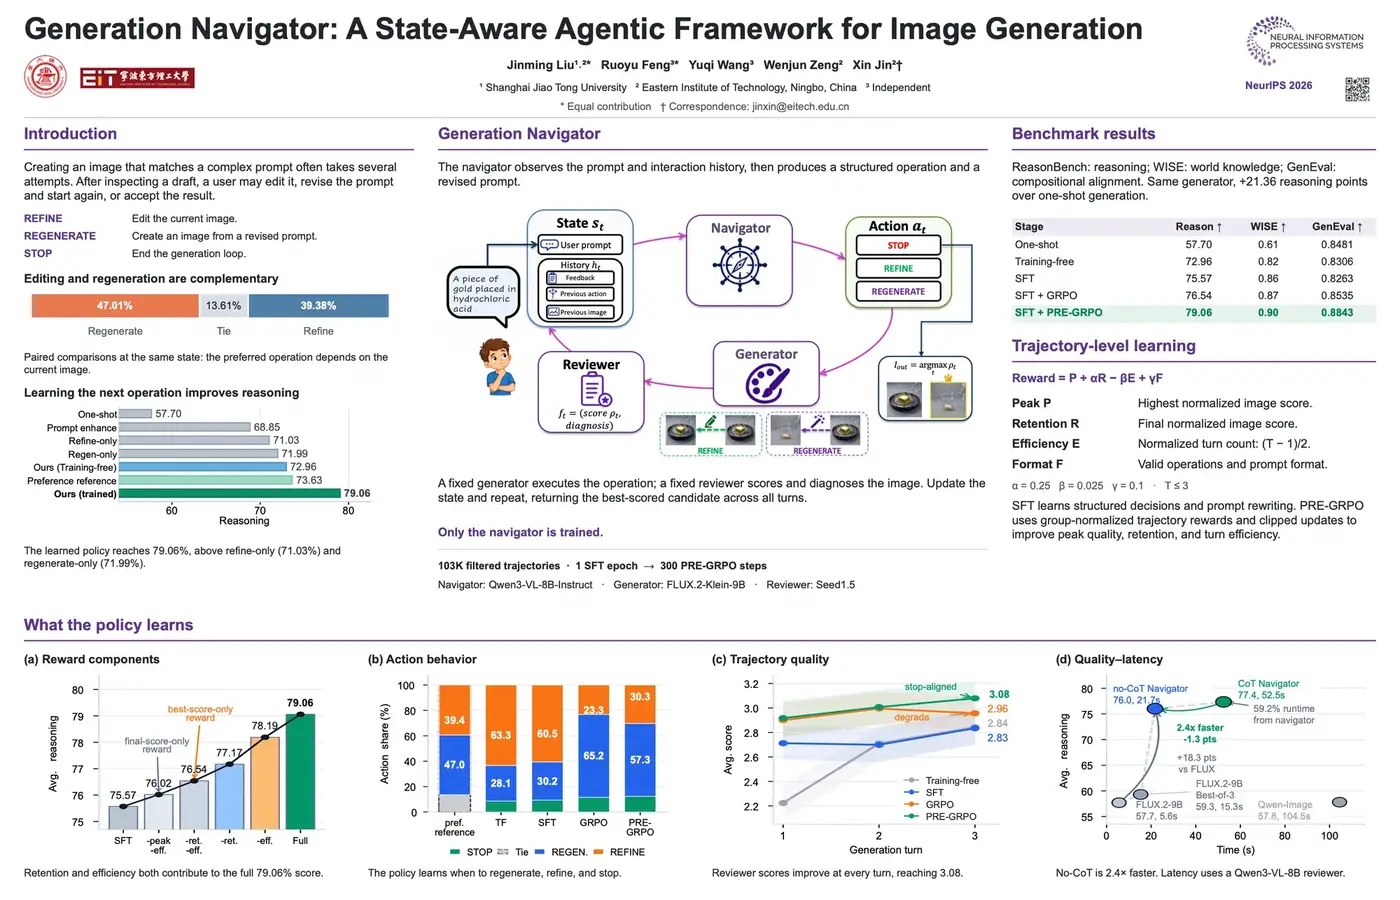 Generation Navigator: A State-Aware Agentic Framework for Image Generation
Jinming Liu¹,²* Ruoyu Feng³* Yuqi Wang³ Wenjun Zeng² Xin Jin²†
¹ Shanghai Jiao Tong University ² Eastern Institute of Technology, Ningbo, China ³ Independent
* Equal contribution † Correspondence: jinxin@eitech.edu.cn
EiT 宁波东方理工大学
NEURAL INFORMATION
PROCESSING SYSTEMS
NeurIPS 2026
Introduction
Creating an image that matches a complex prompt often takes several
attempts. After inspecting a draft, a user may edit it, revise the prompt
and start again, or accept the result.
REFINE Edit the current image.
REGENERATE Create an image from a revised prompt.
STOP End the generation loop.
Editing and regeneration are complementary
47.01% 13.61% 39.38%
Regenerate Tie Refine
Paired comparisons at the same state: the preferred operation depends on the
current image.
Learning the next operation improves reasoning
One-shot 57.70
Prompt enhance 68.85
Refine-only 71.03
Regen-only 71.99
Ours (Training-free) 72.96
Preference reference 73.63
Ours (trained) 79.06
60 70 80
Reasoning
The learned policy reaches 79.06%, above refine-only (71.03%) and
regenerate-only (71.99%).
Generation Navigator
The navigator observes the prompt and interaction history, then produces a structured operation and a
revised prompt.
State sₜ
User prompt
History hₜ
Feedback
Previous action
Previous image
A piece of
gold placed in
hydrochloric
acid
Navigator
Action aₜ
STOP
REFINE
REGENERATE
Reviewer
fₜ = (score ρₜ,
diagnosis)
Generator
I_out = argmax ρₜ
t
REFINE
REGENERATE
A fixed generator executes the operation; a fixed reviewer scores and diagnoses the image. Update the
state and repeat, returning the best-scored candidate across all turns.
Only the navigator is trained.
103K filtered trajectories · 1 SFT epoch → 300 PRE-GRPO steps
Navigator: Qwen3-VL-8B-Instruct · Generator: FLUX.2-Klein-9B · Reviewer: Seed1.5
Benchmark results
ReasonBench: reasoning; WISE: world knowledge; GenEval:
compositional alignment. Same generator, +21.36 reasoning points
over one-shot generation.
Stage Reason ↑ WISE ↑ GenEval ↑
One-shot 57.70 0.61 0.8481
Training-free 72.96 0.82 0.8306
SFT 75.57 0.86 0.8263
SFT + GRPO 76.54 0.87 0.8535
SFT + PRE-GRPO 79.06 0.90 0.8843
Trajectory-level learning
Reward = P + αR − βE + γF
Peak P Highest normalized image score.
Retention R Final normalized image score.
Efficiency E Normalized turn count: (T − 1)/2.
Format F Valid operations and prompt format.
α = 0.25 β = 0.025 γ = 0.1 · T ≤ 3
SFT learns structured decisions and prompt rewriting. PRE-GRPO
uses group-normalized trajectory rewards and clipped updates to
improve peak quality, retention, and turn efficiency.
What the policy learns
(a) Reward components
80
79
78
77
76
75
Avg. reasoning
75.57
76.02
76.54
77.17
78.19
79.06
final-score-only
reward
best-score-only
reward
SFT -peak -ret. -ret. -eff. Full
-eff. -eff.
Retention and efficiency both contribute to the full 79.06% score.
(b) Action behavior
100
80
60
40
20
0
Action share (%)
39.4 63.3 60.5 23.3 30.3
47.0 28.1 30.2 65.2 57.3
pref. TF SFT GRPO PRE-
reference GRPO
STOP Tie REGEN. REFINE
The policy learns when to regenerate, refine, and stop.
(c) Trajectory quality
3.2
3.0
2.8
2.6
2.4
2.2
Avg. score
stop-aligned
degrade
3.08
2.96
2.84
2.83
Training-free
SFT
GRPO
PRE-GRPO
1 2 3
Generation turn
Reviewer scores improve at every turn, reaching 3.08.
(d) Quality–latency
80
75
70
65
60
55
Avg. reasoning
no-CoT Navigator
76.0, 21.7s
CoT Navigator
77.4, 52.5s
59.2% runtime
from navigator
2.4x faster
-1.3 pts
+18.3 pts
vs FLUX
FLUX.2-9B
Best-of-3
59.3, 15.3s
FLUX.2-9B
57.7, 5.6s
Qwen-Image
57.8, 104.5s
0 20 40 60 80 100
Time (s)
No-CoT is 2.4× faster. Latency uses a Qwen3-VL-8B reviewer.